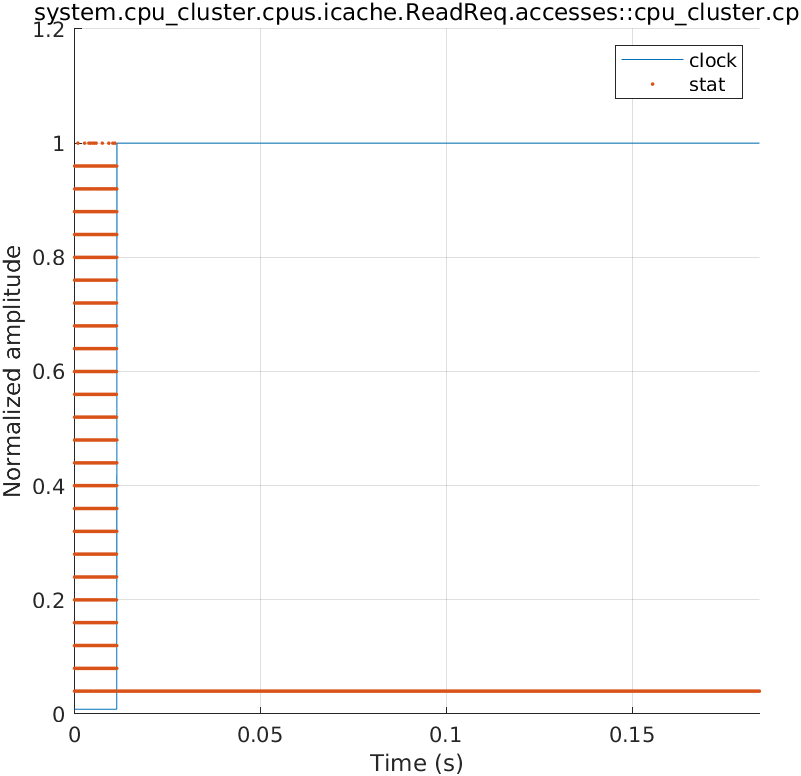 system.cpu_cluster.cpus.icache.ReadReq.accesses::cpu_cluster.cp
1.2
clock
stat
1
0.8
Normalized amplitude
0.6
0.4
0.2
0
0 0.05 0.1 0.15
Time (s)